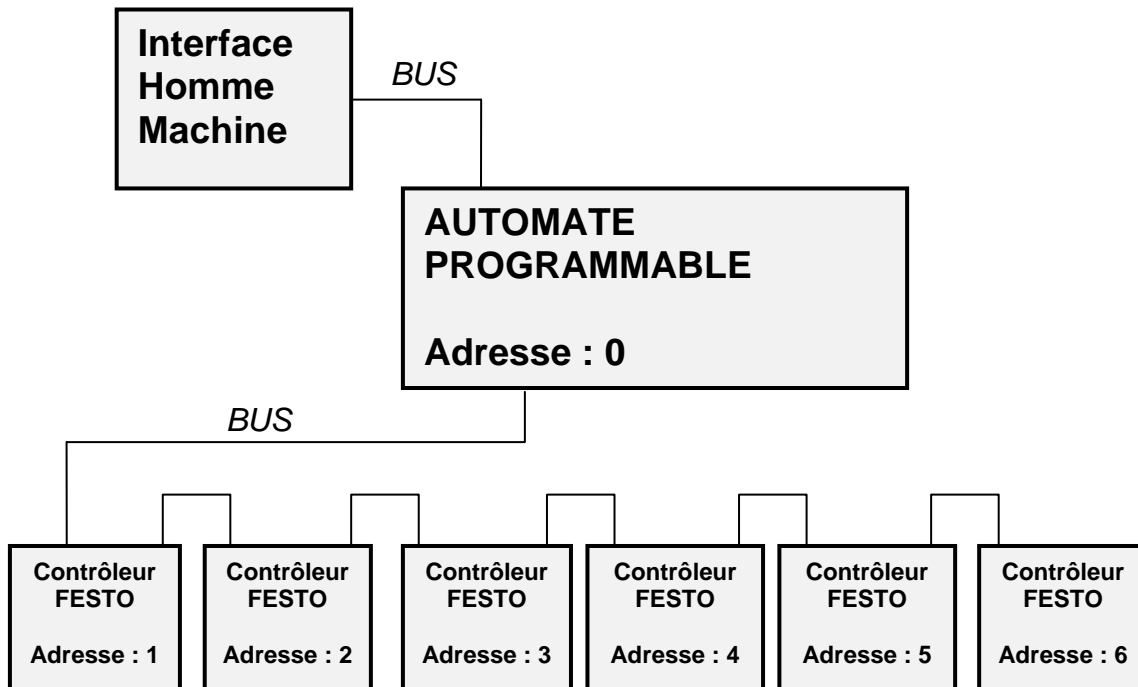 Interface
Homme
Machine
BUS
AUTOMATE
PROGRAMMABLE
Adresse : 0
BUS
Contrôleur
FESTO
Adresse : 1
Contrôleur
FESTO
Adresse : 2
Contrôleur
FESTO
Adresse : 3
Contrôleur
FESTO
Adresse : 4
Contrôleur
FESTO
Adresse : 5
Contrôleur
FESTO
Adresse : 6